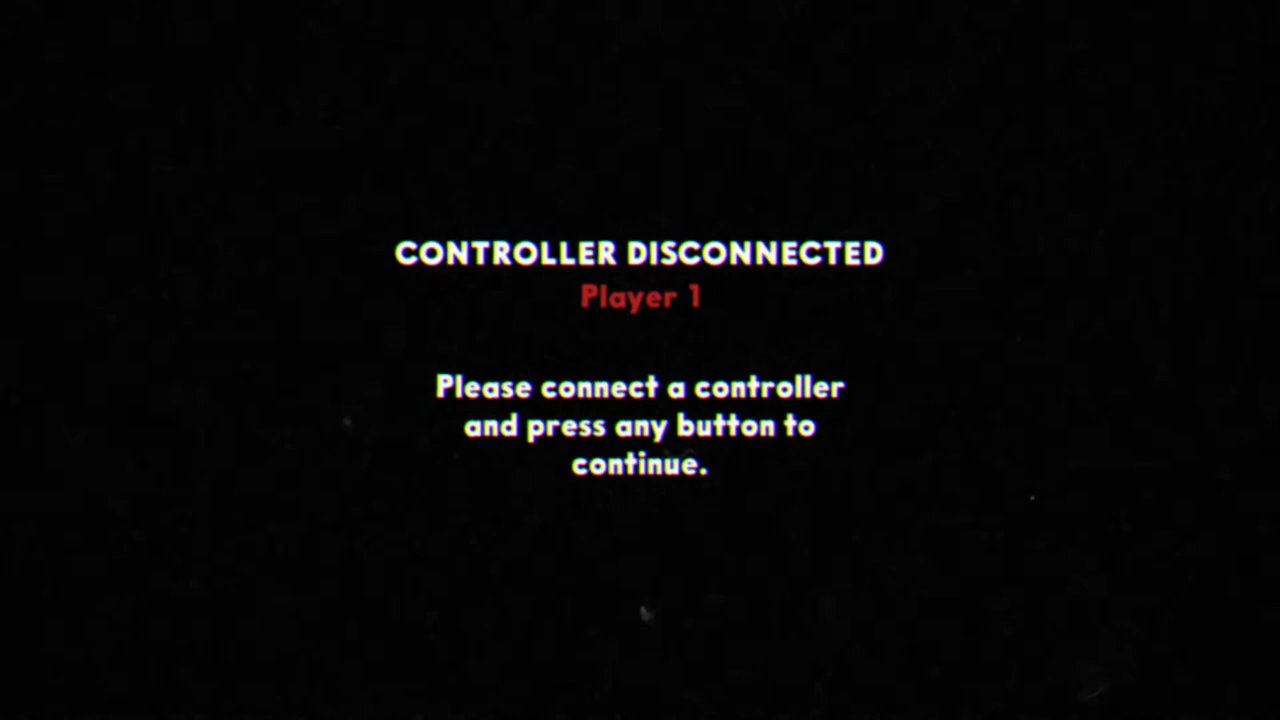 CONTROLLER DISCONNECTED
Player 1
Please connect a controller
and press any button to
continue.